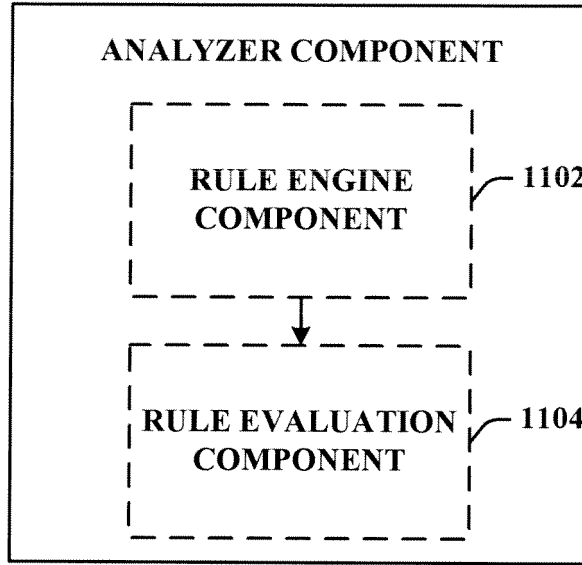 ANALYZER COMPONENT
RULE ENGINE
COMPONENT
1102
RULE EVALUATION
COMPONENT
1104